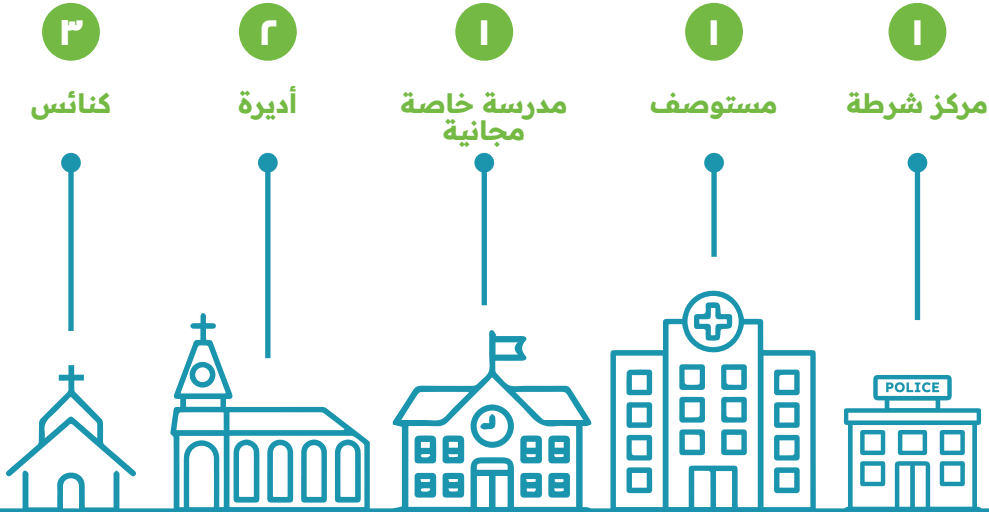 ١
مركز شرطة
١
مستوصف
١
مدرسة خاصة
مجانية
٢
أديرة
٣
كنائس
POLICE